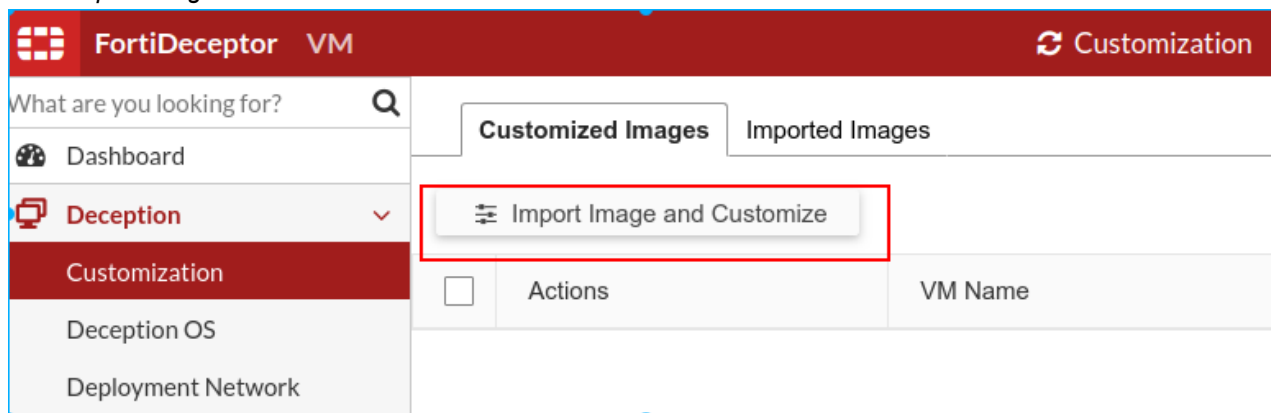 FortiDeceptor VM
Customization
What are you looking for?
Dashboard
Deception
Customization
Deception OS
Deployment Network
Customized Images
Imported Images
Import Image and Customize
Actions
VM Name